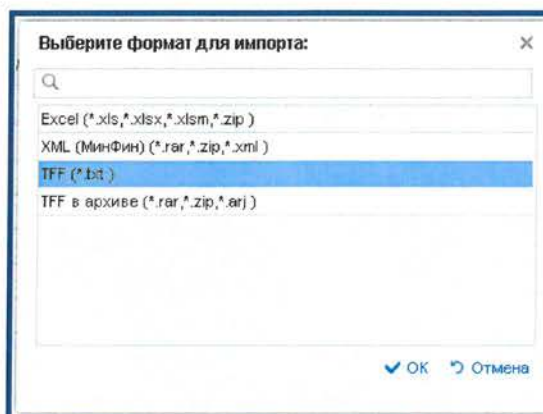 Выберите формат для импорта:
Excel (*.xls,*.xlsx,*.xlsm,*.zip )
XML (МинФин) (*.rar,*.zip,*.xml )
TFF (*.txt )
TFF в архиве (*.rar,*.zip,*.arj )
ОК Отмена